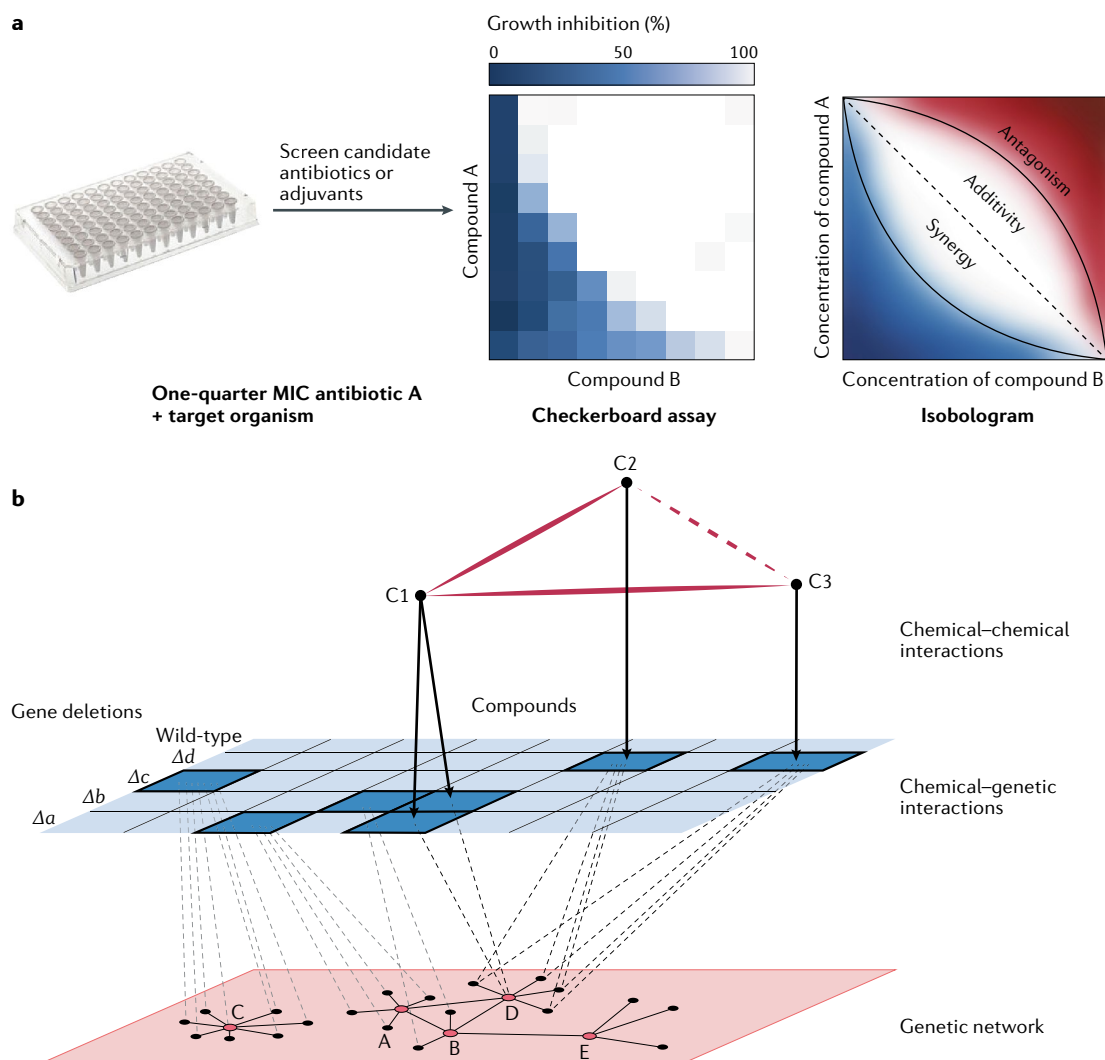 a
Growth inhibition (%)
0 50 100
Screen candidate
antibiotics or
adjuvants
Compound A
Compound B
One-quarter MIC antibiotic A
+ target organism
Checkerboard assay
Concentration of compound A
Antagonism
Additivity
Synergy
Concentration of compound B
Isobologram
b
C2
C1
C3
Chemical–chemical
interactions
Gene deletions
Compounds
Wild-type
Δd
Δc
Δb
Δa
Chemical–genetic
interactions
C
D
A
B
E
Genetic network